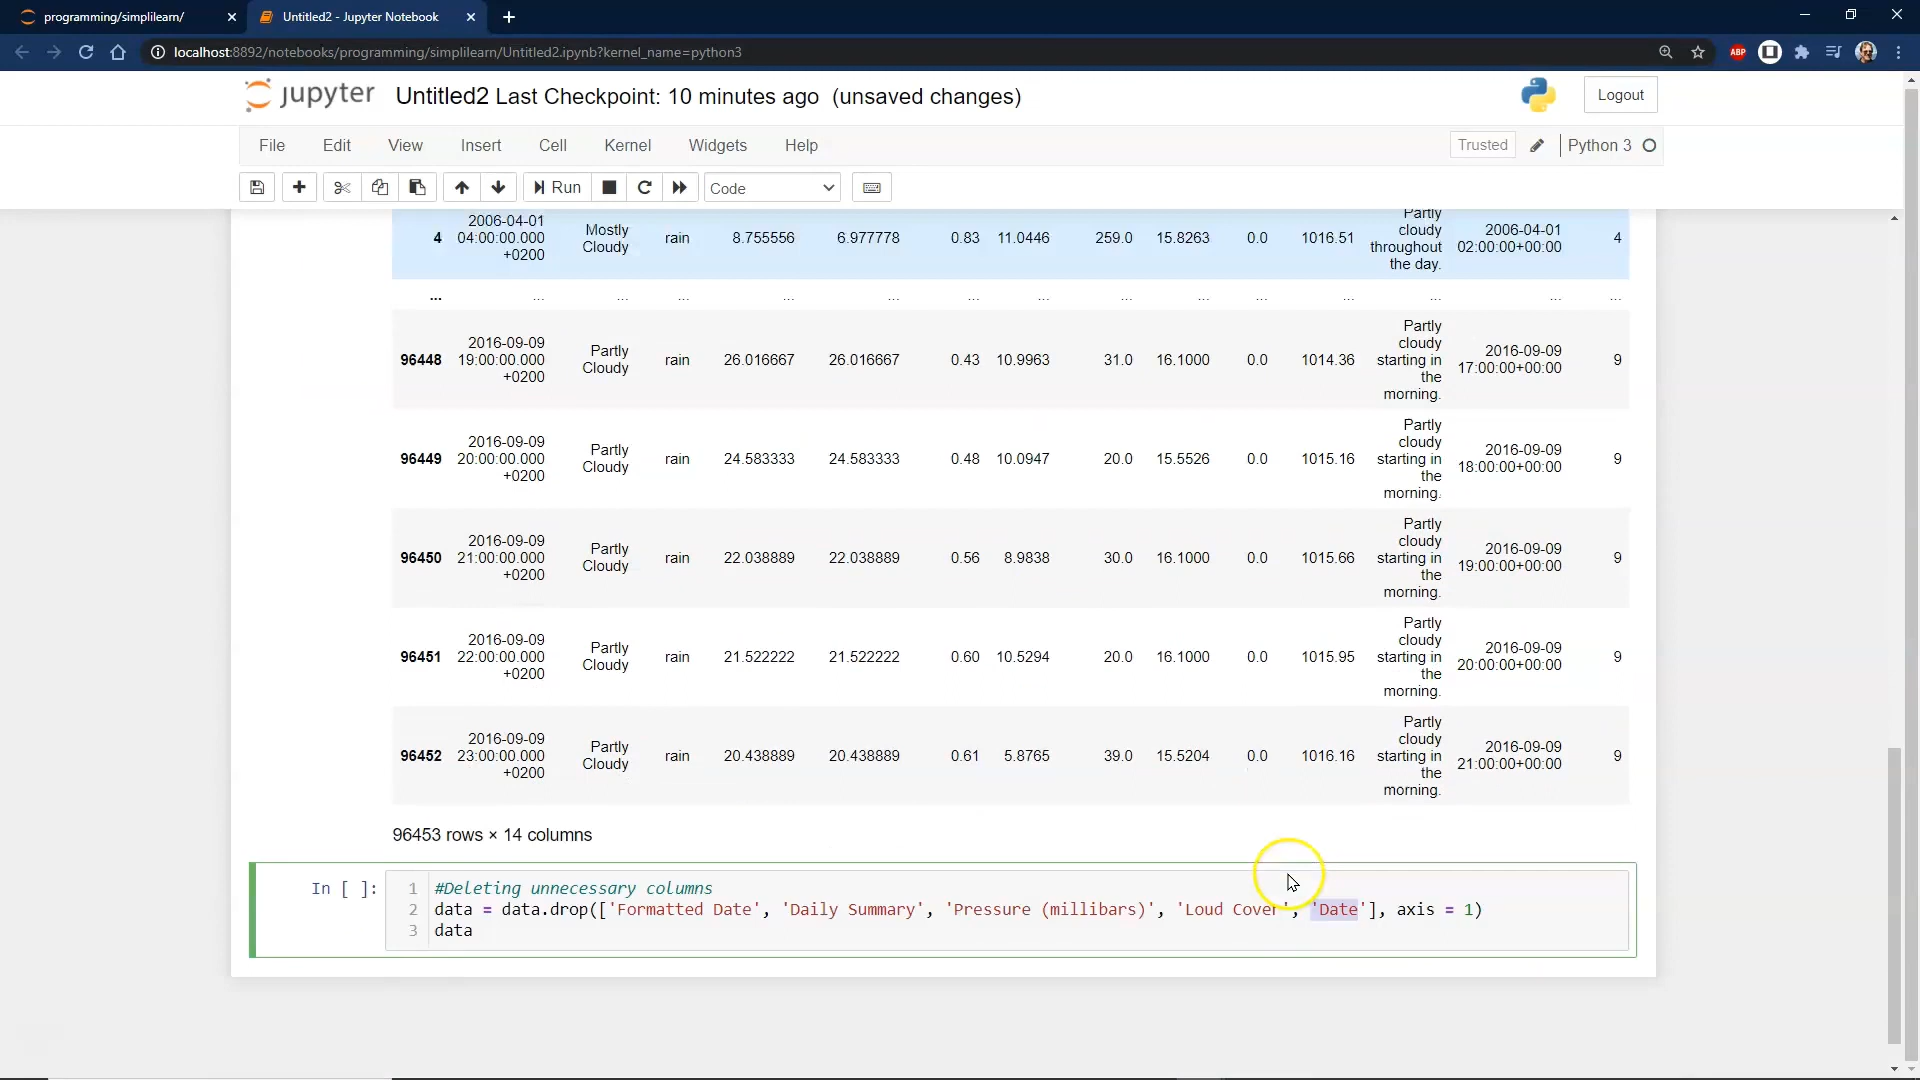 programming/simplilearn/
Untitled2 - Jupyter Notebook
localhost:8892/notebooks/programming/simplilearn/Untitled2.ipynb?kernel_name=python3
ABP
jupyter Untitled2 Last Checkpoint: 10 minutes ago (unsaved changes)
Logout
File Edit View Insert Cell Kernel Widgets Help
Trusted
Python 3
Run
Code
4 2006-04-01 04:00:00.000 +0200 Mostly Cloudy rain 8.755556 6.977778 0.83 11.0446 259.0 15.8263 0.0 1016.51 Partly cloudy throughout the day. 2006-04-01 02:00:00+00:00 4
... ... ... ... ... ... ... ... ... ... ... ... ... ... ...
96448 2016-09-09 19:00:00.000 +0200 Partly Cloudy rain 26.016667 26.016667 0.43 10.9963 31.0 16.1000 0.0 1014.36 Partly cloudy starting in the morning. 2016-09-09 17:00:00+00:00 9
96449 2016-09-09 20:00:00.000 +0200 Partly Cloudy rain 24.583333 24.583333 0.48 10.0947 20.0 15.5526 0.0 1015.16 Partly cloudy starting in the morning. 2016-09-09 18:00:00+00:00 9
96450 2016-09-09 21:00:00.000 +0200 Partly Cloudy rain 22.038889 22.038889 0.56 8.9838 30.0 16.1000 0.0 1015.66 Partly cloudy starting in the morning. 2016-09-09 19:00:00+00:00 9
96451 2016-09-09 22:00:00.000 +0200 Partly Cloudy rain 21.522222 21.522222 0.60 10.5294 20.0 16.1000 0.0 1015.95 Partly cloudy starting in the morning. 2016-09-09 20:00:00+00:00 9
96452 2016-09-09 23:00:00.000 +0200 Partly Cloudy rain 20.438889 20.438889 0.61 5.8765 39.0 15.5204 0.0 1016.16 Partly cloudy starting in the morning. 2016-09-09 21:00:00+00:00 9
96453 rows × 14 columns
In [ ]:
1 #Deleting unnecessary columns
2 data = data.drop(['Formatted Date', 'Daily Summary', 'Pressure (millibars)', 'Loud Cover', 'Date'], axis = 1)
3 data